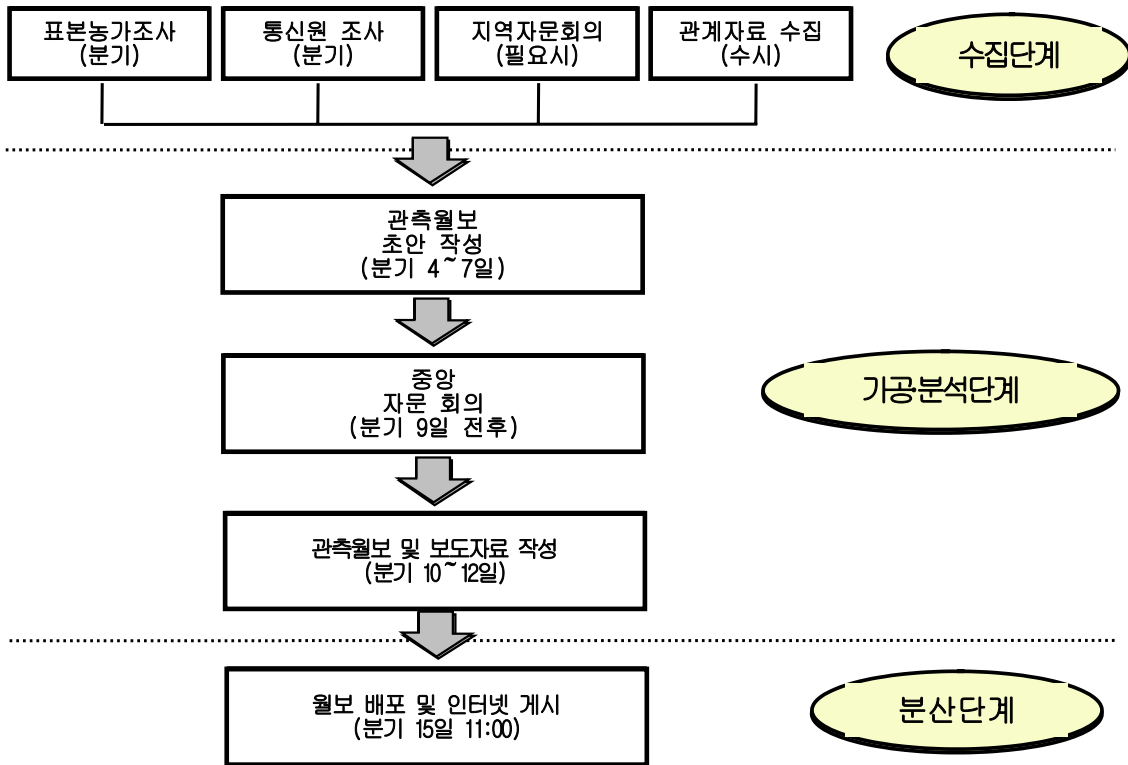 표본농가조사
(분기)
통신원 조사
(분기)
지역자문회의
(필요시)
관계자료 수집
(수시)
수집단계
관측월보
초안 작성
(분기 4~7일)
중앙
자문 회의
(분기 9일 전후)
가공·분석단계
관측월보 및 보도자료 작성
(분기 10~12일)
월보 배포 및 인터넷 게시
(분기 15일 11:00)
분산단계